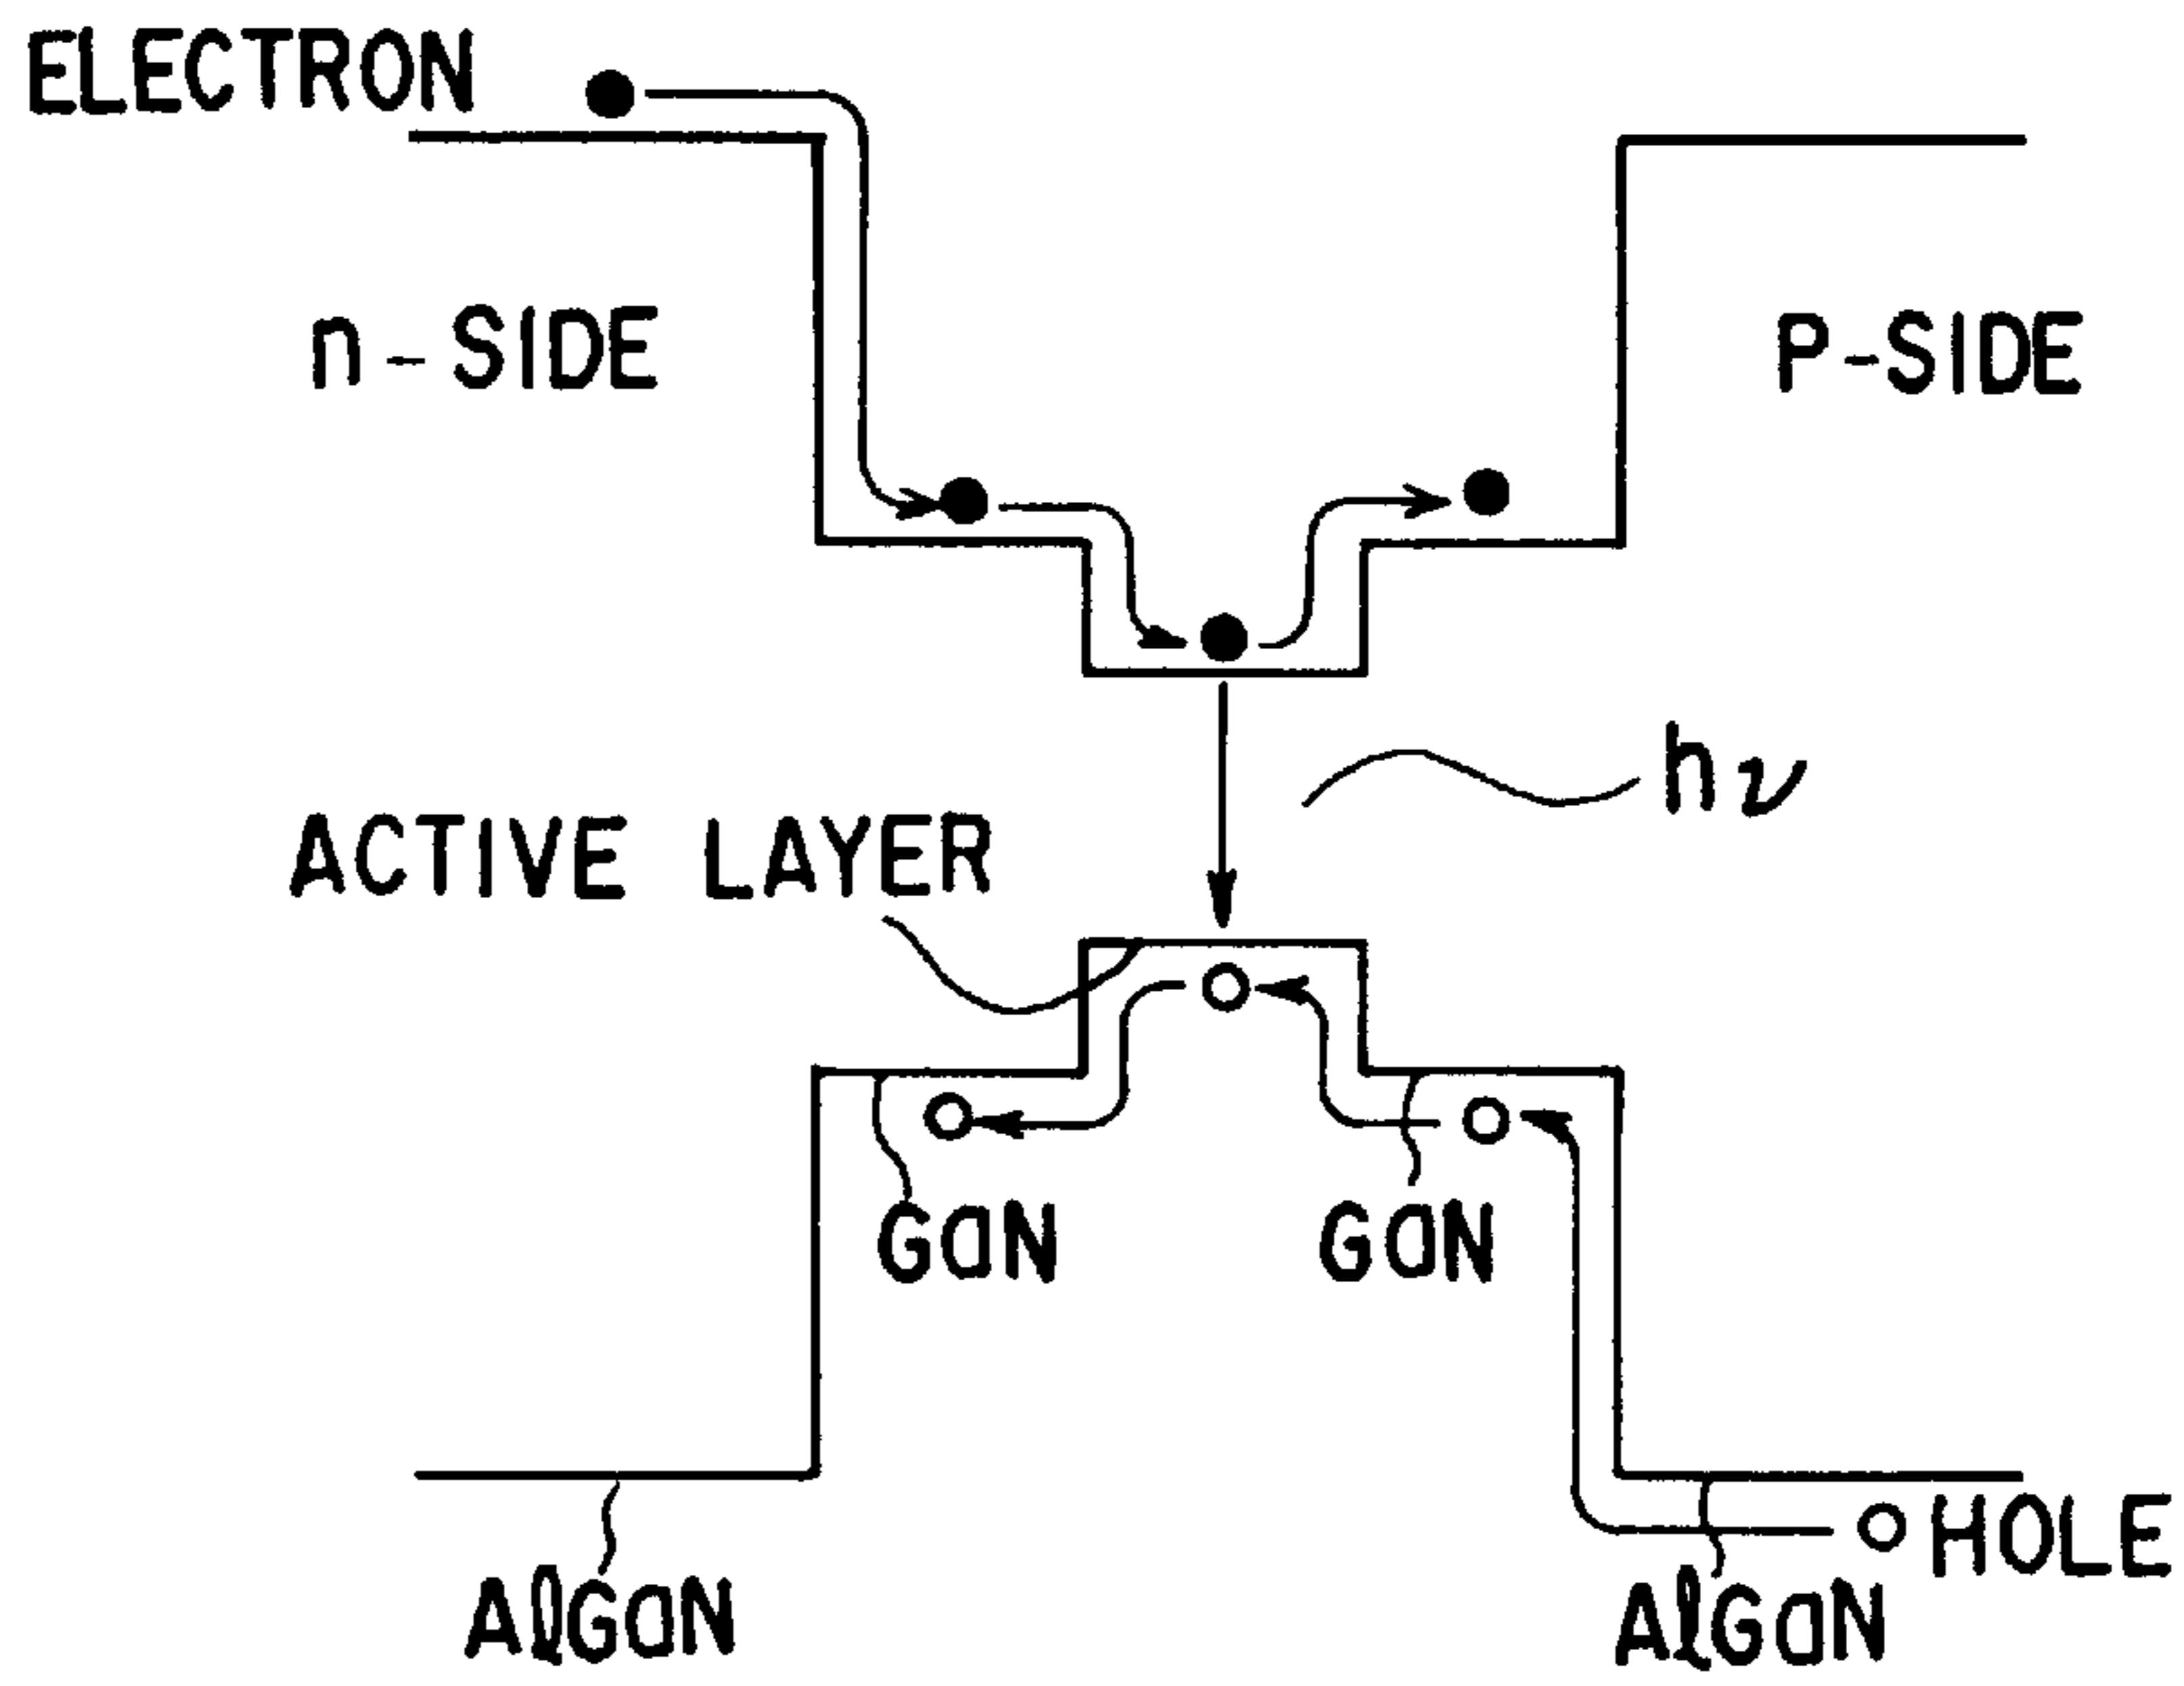 ELECTRON
n-SIDE
P-SIDE
hν
ACTIVE LAYER
GaN
GaN
HOLE
AlGaN
AlGaN